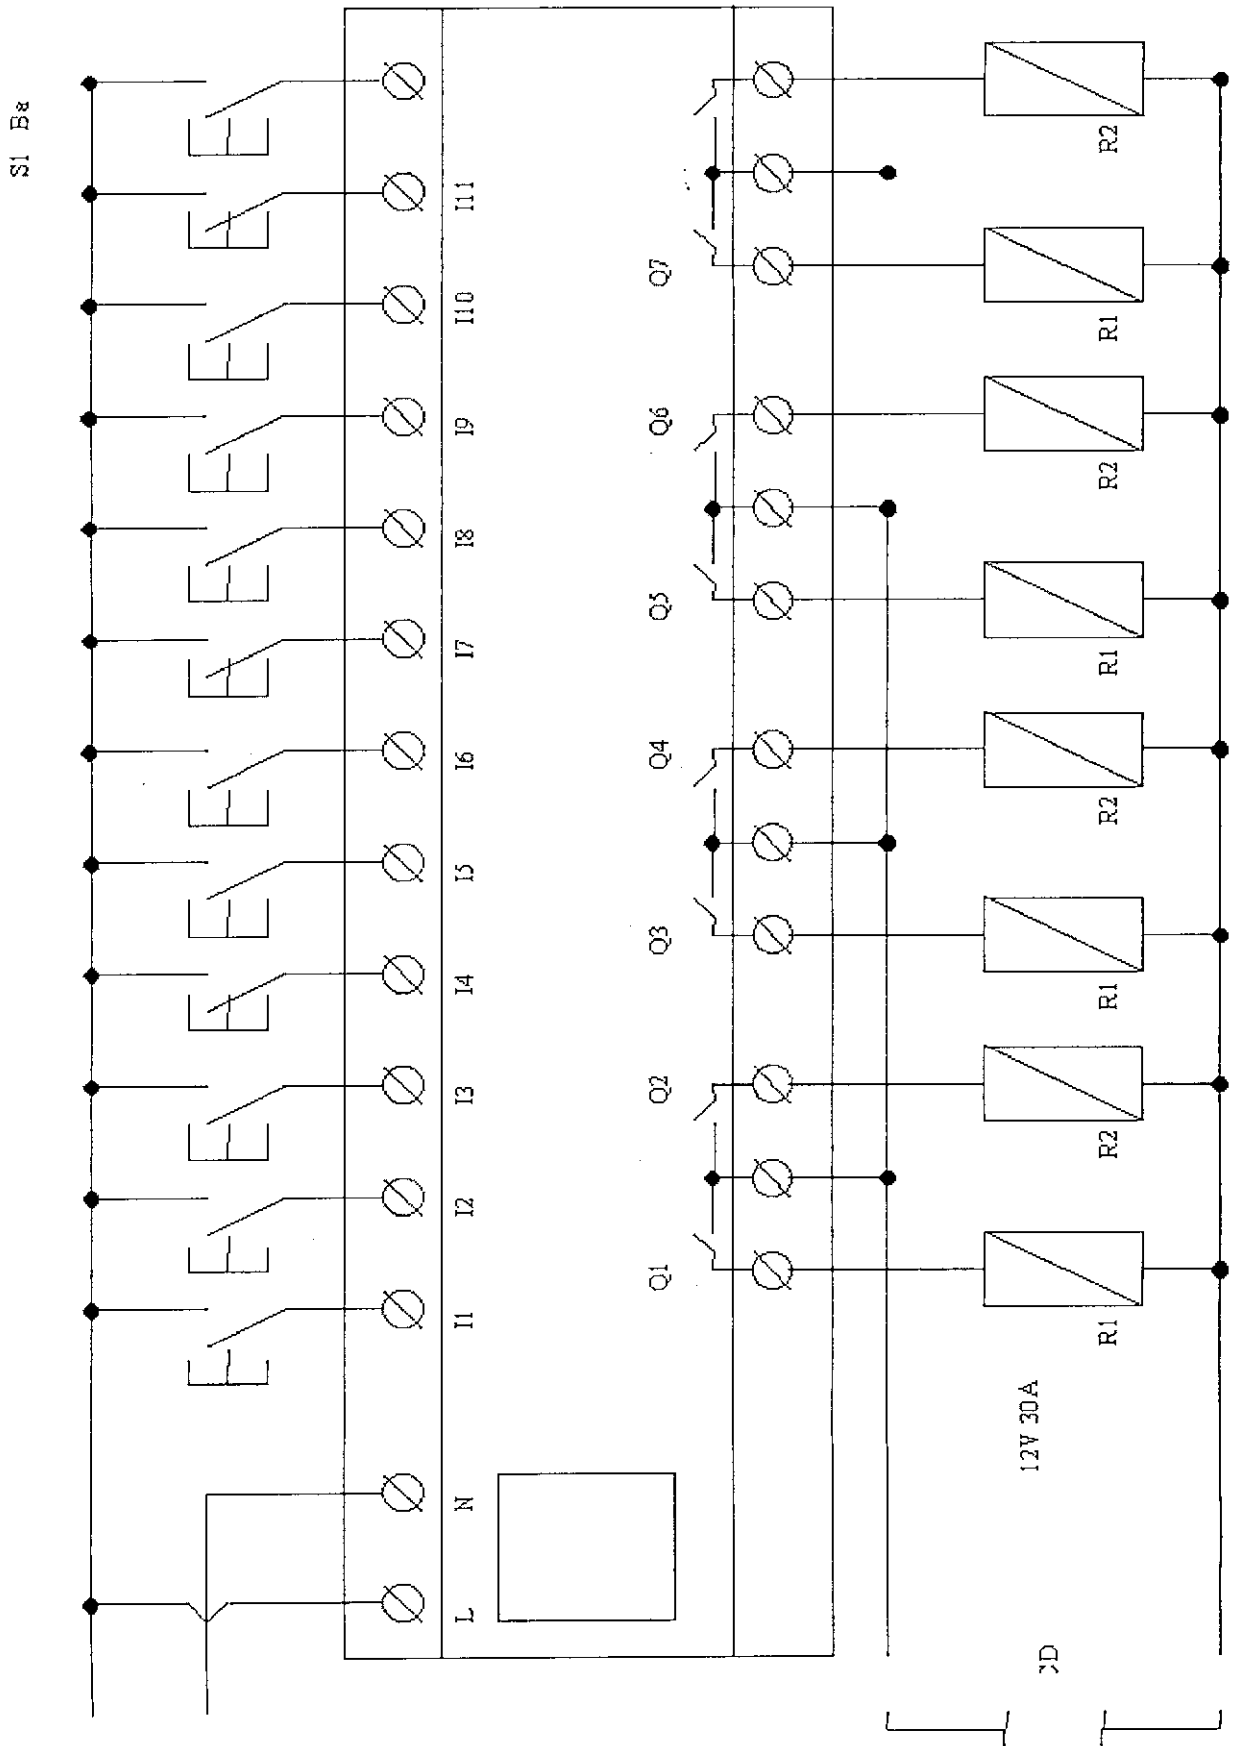 S1 Ba
L N I1 I2 I3 I4 I5 I6 I7 I8 I9 I10 I11
Q1 Q2 Q3 Q4 Q5 Q6 Q7
12V 30A
R1 R2 R1 R2 R1 R2 R1 R2